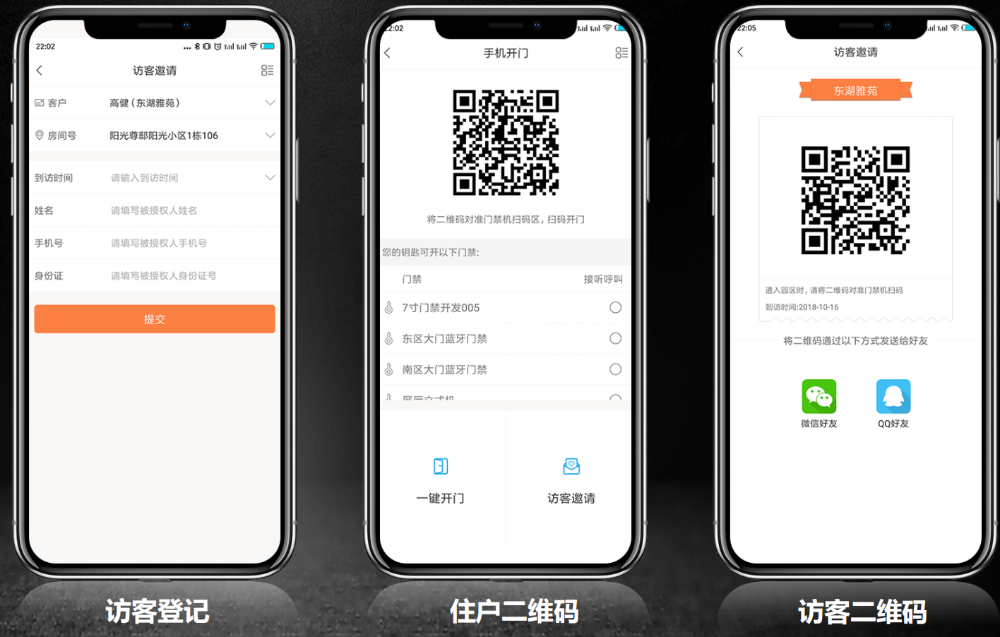 22:02
访客邀请
客户
高健（东湖雅苑）
房间号
阳光尊邸阳光小区1栋106
到访时间
请输入到访时间
姓名
请填写被授权人姓名
手机号
请填写被授权人手机号
身份证
请填写被授权人身份证号
提交
访客登记
22:02
手机开门
将二维码对准门禁机扫码区，扫码开门
您的钥匙可开以下门禁:
门禁 接听呼叫
7寸门禁开发005
东区大门蓝牙门禁
南区大门蓝牙门禁
一键开门
访客邀请
住户二维码
22:05
访客邀请
东湖雅苑
进入园区时，请将二维码对准门禁机扫码
到访时间:2018-10-16
将二维码通过以下方式发送给好友
微信好友
QQ好友
访客二维码